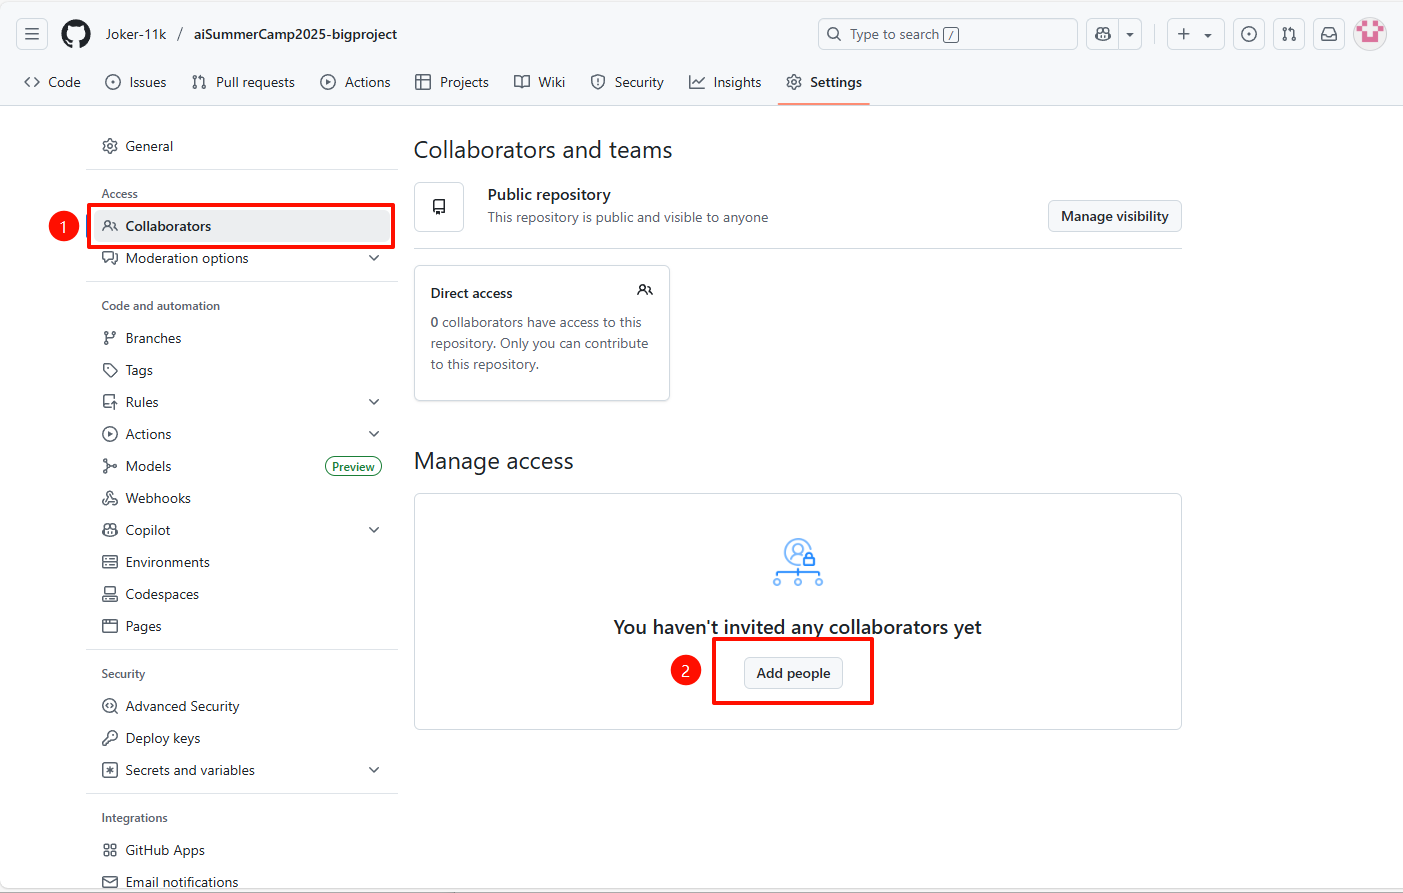 Joker-11k / aiSummerCamp2025-bigproject
Type to search /
Code
Issues
Pull requests
Actions
Projects
Wiki
Security
Insights
Settings
General
Access
1
Collaborators
Moderation options
Code and automation
Branches
Tags
Rules
Actions
Models
Preview
Webhooks
Copilot
Environments
Codespaces
Pages
Security
Advanced Security
Deploy keys
Secrets and variables
Integrations
GitHub Apps
Email notifications
Collaborators and teams
Public repository
This repository is public and visible to anyone
Manage visibility
Direct access
0 collaborators have access to this
repository. Only you can contribute
to this repository.
Manage access
You haven't invited any collaborators yet
2
Add people